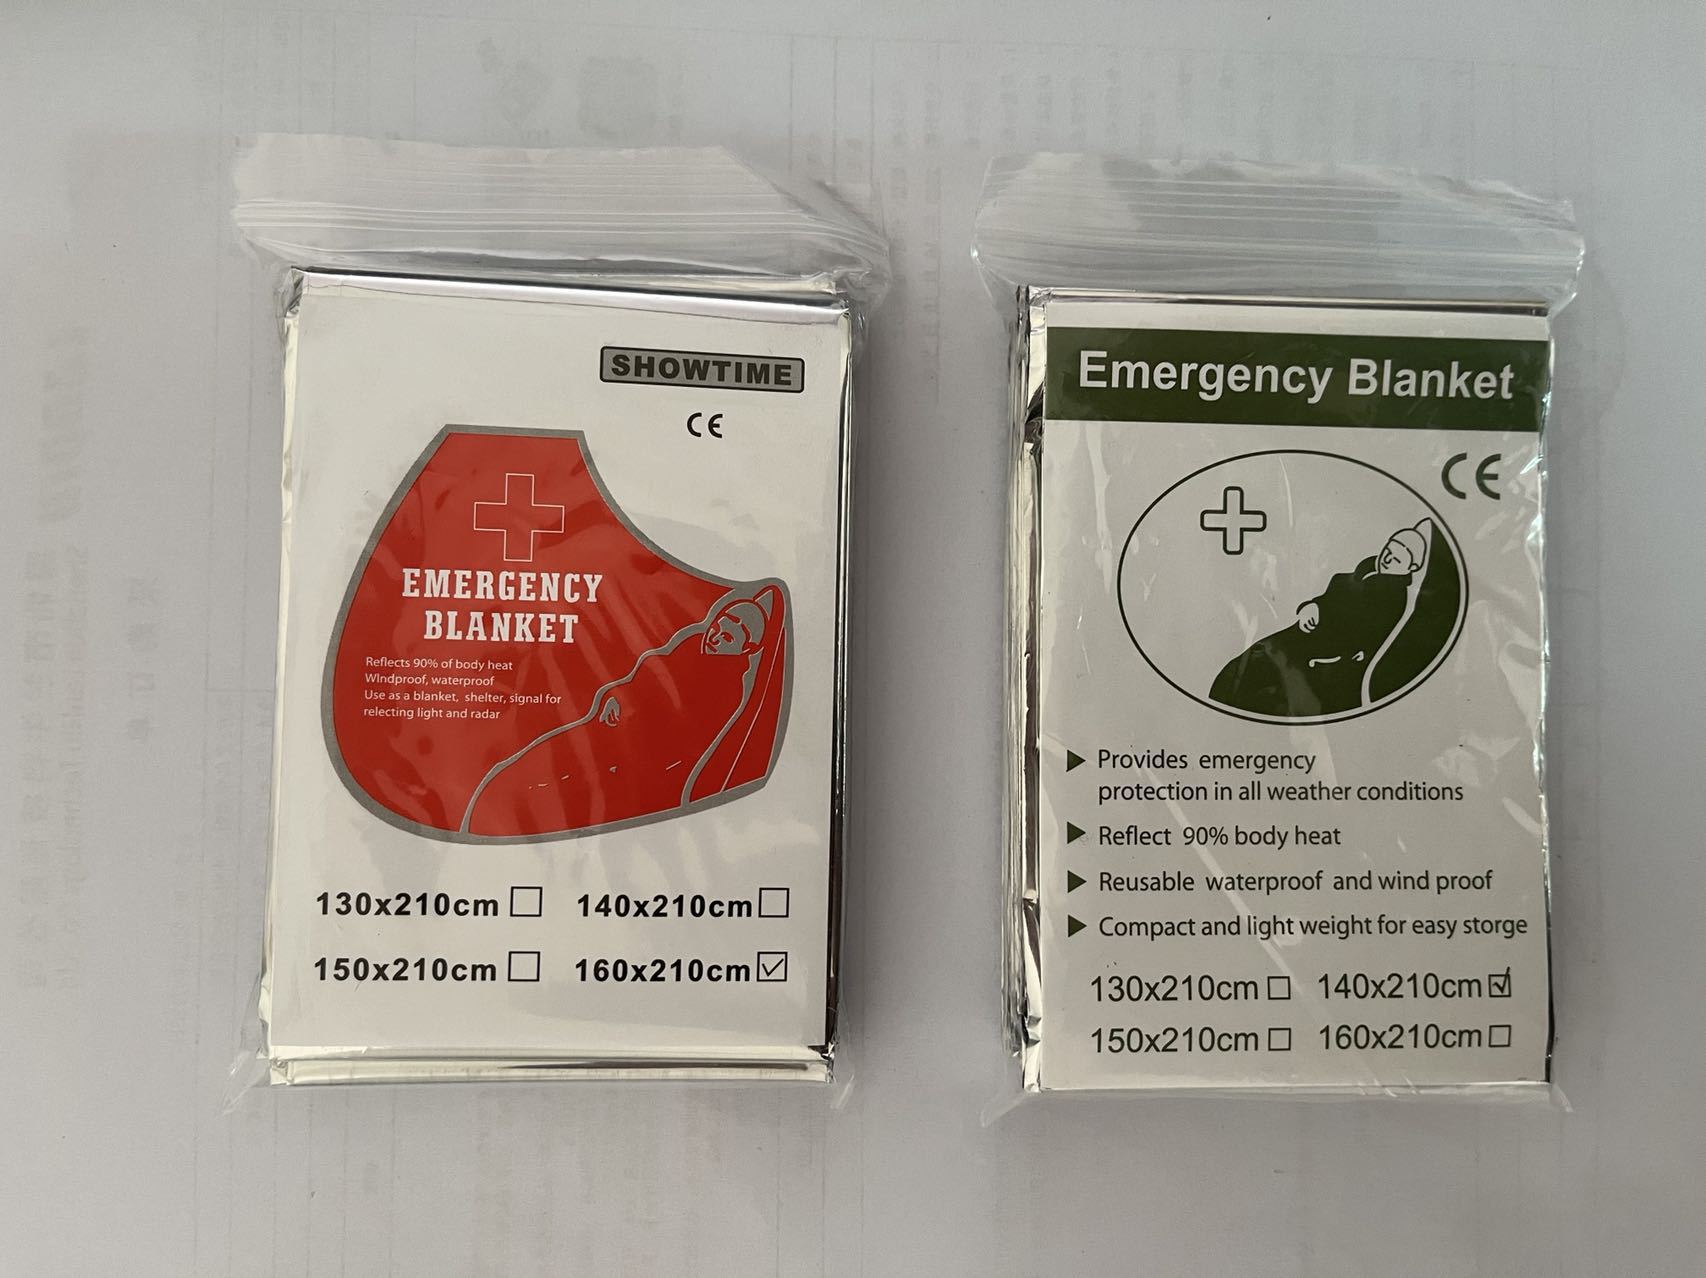 SHOWTIME
CE
EMERGENCY
BLANKET
Reflects 90% of body heat
WIndproof, waterproof
Use as a blanket, shelter, signal for
relecting light and radar
130x210cm 140x210cm
150x210cm 160x210cm
Emergency Blanket
CE
Provides emergency
protection in all weather conditions
Reflect 90% body heat
Reusable waterproof and wind proof
Compact and light weight for easy storge
130x210cm 140x210cm
150x210cm 160x210cm